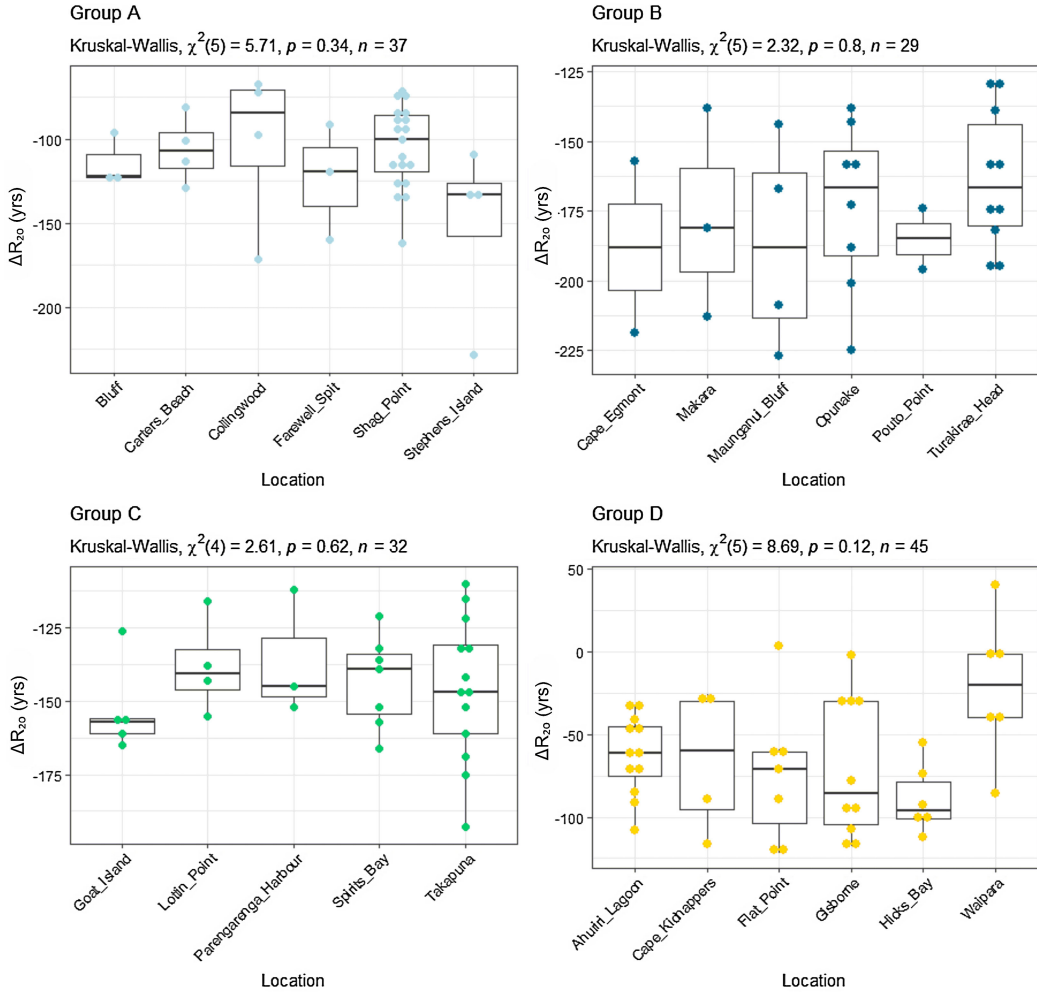 Group A
Kruskal-Wallis, χ²(5) = 5.71, p = 0.34, n = 37
-100
-150
-200
ΔR₂₀ (yrs)
Bluff
Carters_Beach
Collingwood
Farewell_Spit
Shag_Point
Stephens_Island
Location
Group B
Kruskal-Wallis, χ²(5) = 2.32, p = 0.8, n = 29
-125
-150
-175
-200
-225
ΔR₂₀ (yrs)
Cape_Egmont
Makara
Maunganui_Bluff
Opunake
Pouto_Point
Turakirae_Head
Location
Group C
Kruskal-Wallis, χ²(4) = 2.61, p = 0.62, n = 32
-125
-150
-175
ΔR₂₀ (yrs)
Goat_Island
Lottin_Point
Parengarenga_Harbour
Spirits_Bay
Takapuna
Location
Group D
Kruskal-Wallis, χ²(5) = 8.69, p = 0.12, n = 45
50
0
-50
-100
ΔR₂₀ (yrs)
Ahuriri_Lagoon
Cape_Kidnappers
Flat_Point
Gisborne
Hicks_Bay
Waipara
Location